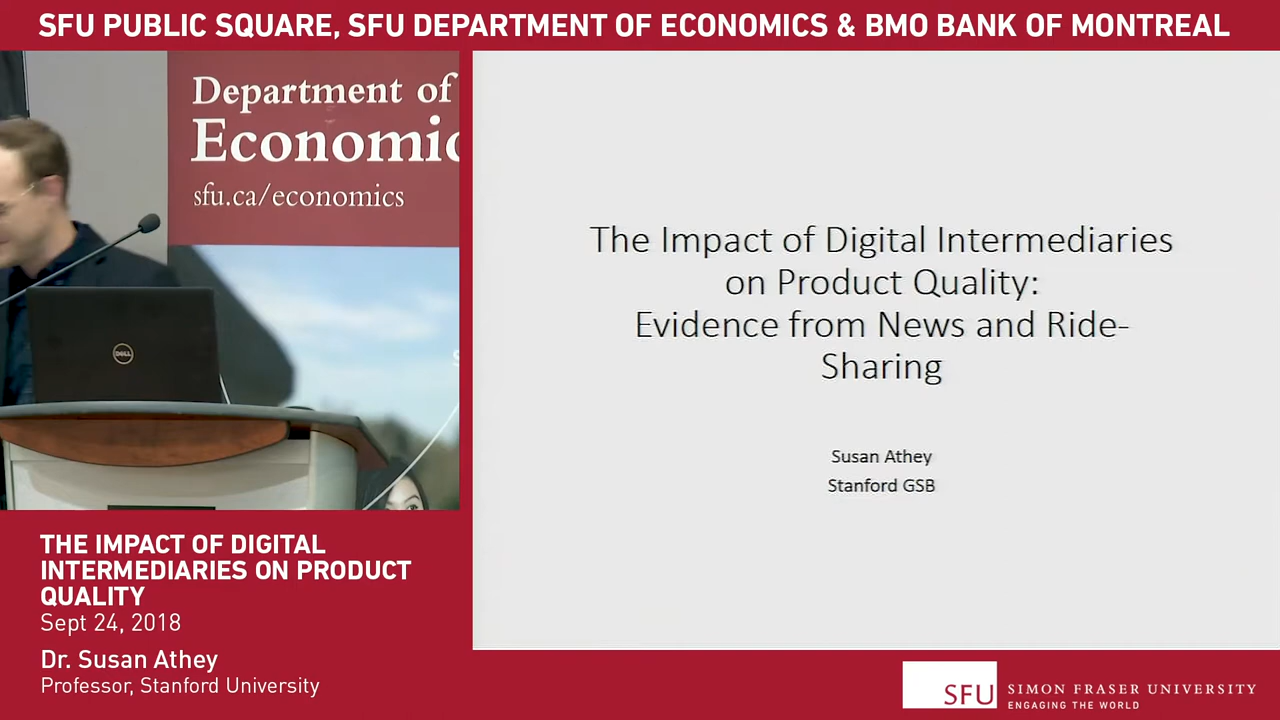 SFU PUBLIC SQUARE, SFU DEPARTMENT OF ECONOMICS & BMO BANK OF MONTREAL
Department of
Economic
sfu.ca/economics
DELL
The Impact of Digital Intermediaries
on Product Quality:
Evidence from News and Ride-
Sharing
Susan Athey
Stanford GSB
THE IMPACT OF DIGITAL
INTERMEDIARIES ON PRODUCT
QUALITY
Sept 24, 2018
Dr. Susan Athey
Professor, Stanford University
SFU
SIMON FRASER UNIVERSITY
ENGAGING THE WORLD